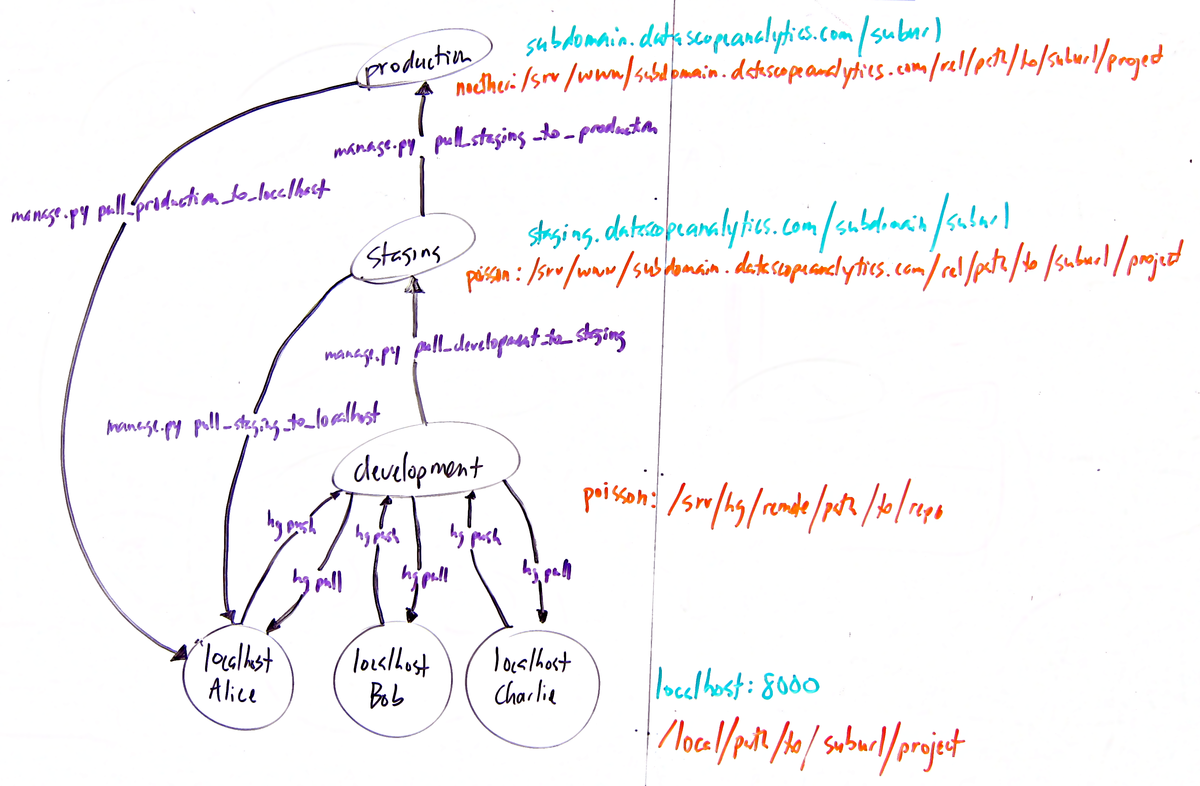 subdomain.datascopeanalytics.com/suburl
production
noether:/srv/www/subdomain.datascopeanalytics.com/rel/path/to/suburl/project
manage.py pull_staging_to_production
manage.py pull_production_to_localhost
staging.datascopeanalytics.com/subdomain/suburl
staging
poisson:/srv/www/subdomain.datascopeanalytics.com/rel/path/to/suburl/project
manage.py pull_development_to_staging
manage.py pull_staging_to_localhost
development
poisson: /srv/hg/remote/path/to/repo
hg push
hg push
hg push
hg pull
hg pull
hg pull
localhost
Alice
localhost
Bob
localhost
Charlie
localhost:8000
/local/path/to/suburl/project